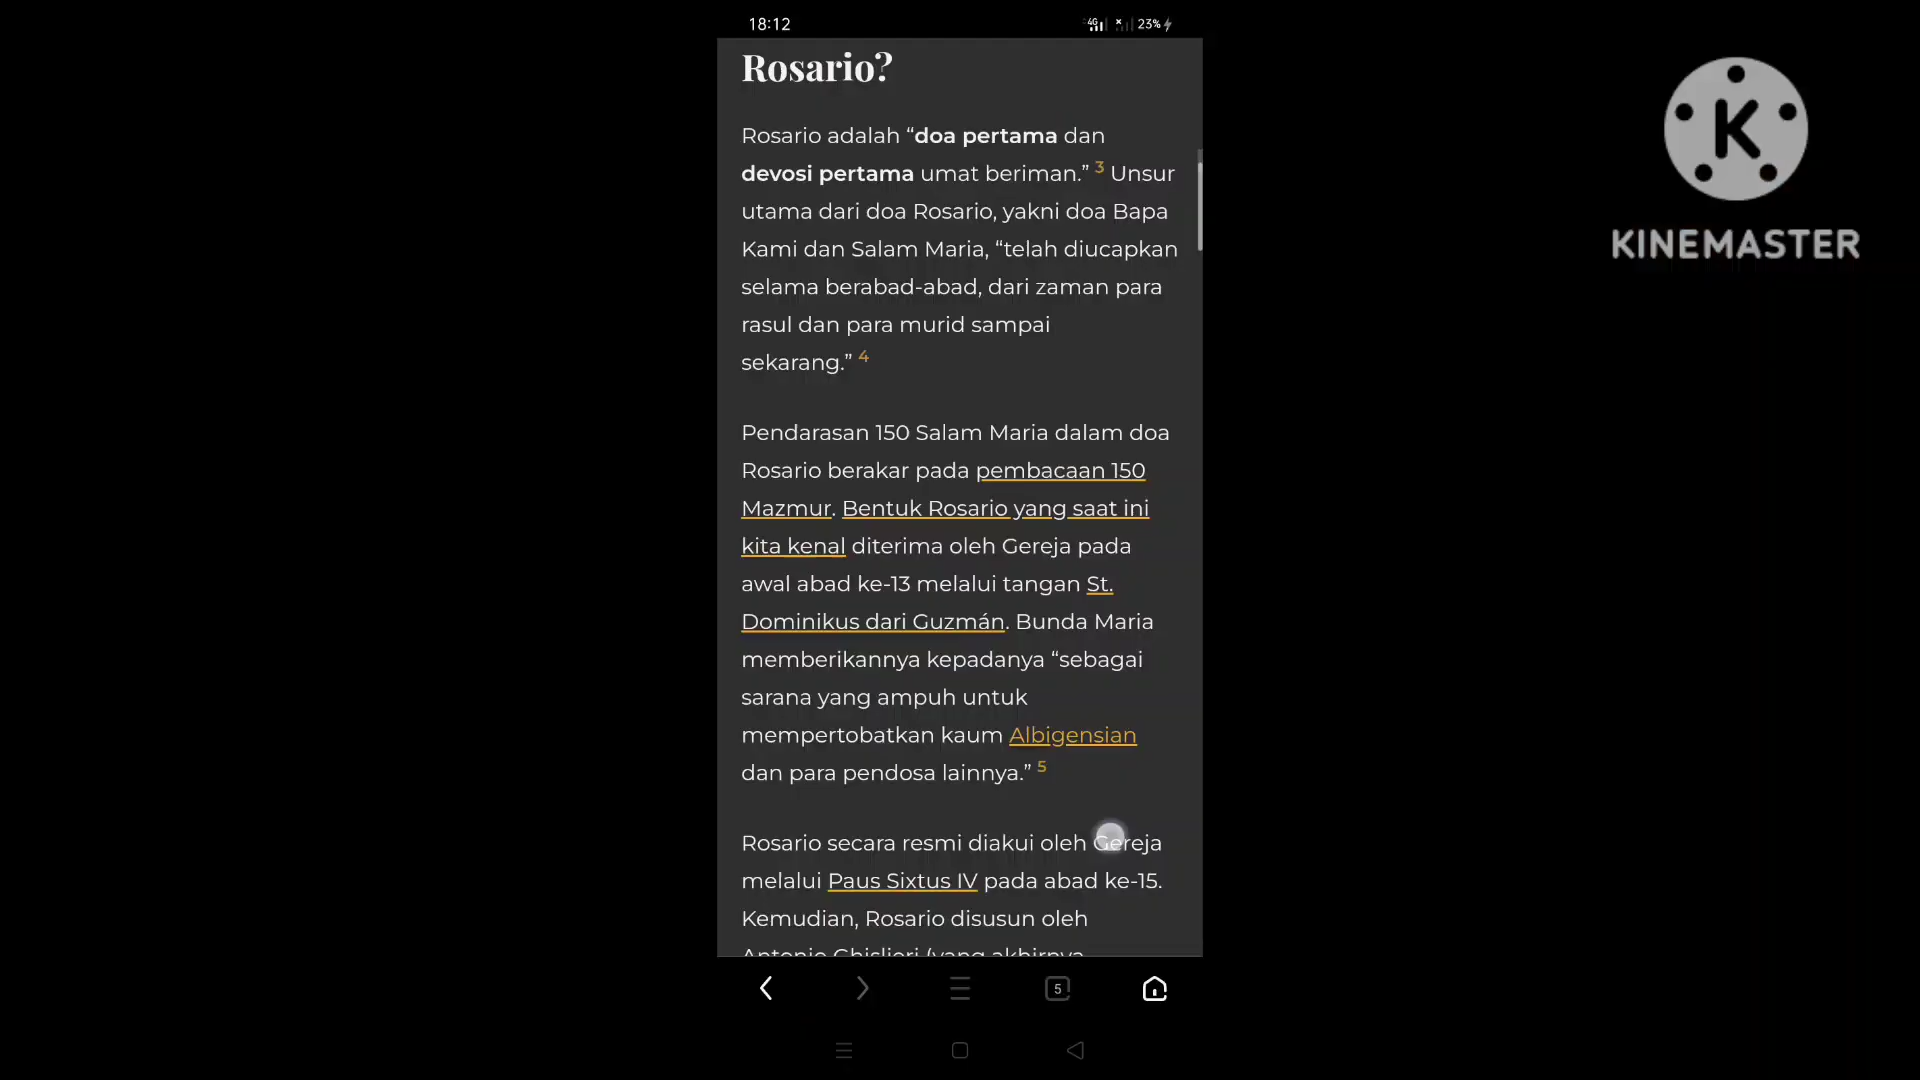 18:12
4G
23%
Rosario?
KINEMASTER
Rosario adalah “doa pertama dan
devosi pertama umat beriman.” 3 Unsur
utama dari doa Rosario, yakni doa Bapa
Kami dan Salam Maria, “telah diucapkan
selama berabad-abad, dari zaman para
rasul dan para murid sampai
sekarang.” 4
Pendarasan 150 Salam Maria dalam doa
Rosario berakar pada pembacaan 150
Mazmur. Bentuk Rosario yang saat ini
kita kenal diterima oleh Gereja pada
awal abad ke-13 melalui tangan St.
Dominikus dari Guzmán. Bunda Maria
memberikannya kepadanya “sebagai
sarana yang ampuh untuk
mempertobatkan kaum Albigensian
dan para pendosa lainnya.” 5
Rosario secara resmi diakui oleh Gereja
melalui Paus Sixtus IV pada abad ke-15.
Kemudian, Rosario disusun oleh
Antonio Ghislieri (yang akhirnya
5